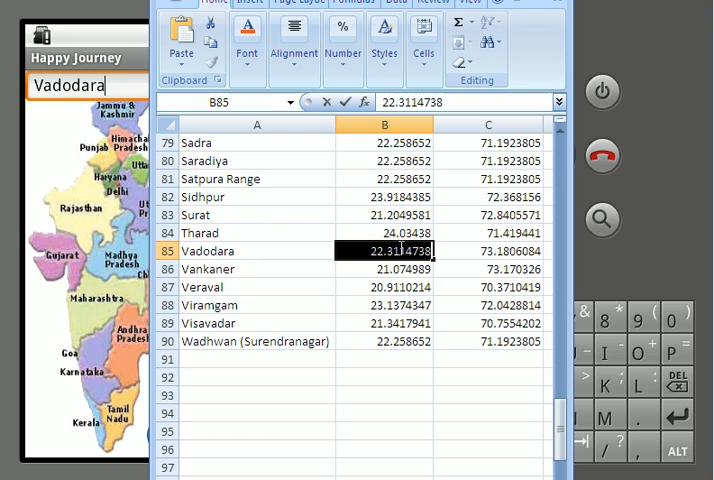 Home Insert Page Layout Formulas Data Review View
Happy Journey
Vadodara
Paste
Font
Alignment
Number
Styles
Cells
Clipboard
Editing
B85
fx
22.3114738
A B C
79 Sadra 22.258652 71.1923805
80 Saradiya 22.258652 71.1923805
81 Satpura Range 22.258652 71.1923805
82 Sidhpur 23.9184385 72.368156
83 Surat 21.2049581 72.8405571
84 Tharad 24.03438 71.419441
85 Vadodara 22.3114738 73.1806084
86 Vankaner 21.074989 73.170326
87 Veraval 20.9110214 70.3710419
88 Viramgam 23.1374347 72.0428814
89 Visavadar 21.3417941 70.7554202
90 Wadhwan (Surendranagar) 22.258652 71.1923805
91
92
93
94
95
96
97
Jammu &
Kashmir
Himachal
Punjab Pradesh
Haryana
Delhi
Rajasthan
Gujarat
Madhya
Pradesh
Maharashtra
Andhra
Pradesh
Goa
Karnataka
Tamil
Nadu
Kerala
& 8 * 9 ( 0 )
I - O + P =
> K ; L : DEL
M . 
/ ? , ALT